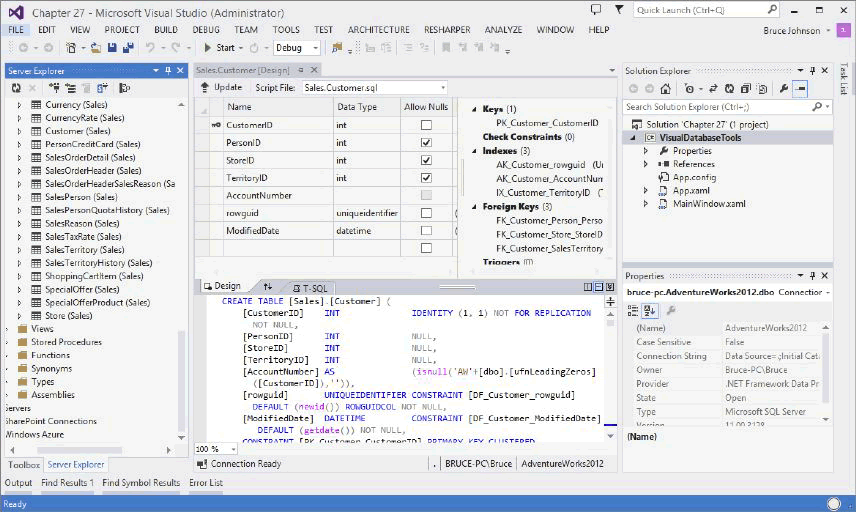 Chapter 27 - Microsoft Visual Studio (Administrator)
Quick Launch (Ctrl+;)
FILE EDIT VIEW PROJECT BUILD DEBUG TEAM TOOLS TEST ARCHITECTURE RESHARPER ANALYZE WINDOW HELP
Bruce Johnson
Start Debug
Server Explorer
Currency (Sales)
CurrencyRate (Sales)
Customer (Sales)
PersonCreditCard (Sales)
SalesOrderDetail (Sales)
SalesOrderHeader (Sales)
SalesOrderHeaderSalesReason (Sa
SalesPerson (Sales)
SalesPersonQuotaHistory (Sales)
SalesReason (Sales)
SalesTaxRate (Sales)
SalesTerritory (Sales)
SalesTerritoryHistory (Sales)
ShoppingCartItem (Sales)
SpecialOffer (Sales)
SpecialOfferProduct (Sales)
Store (Sales)
Views
Stored Procedures
Functions
Synonyms
Types
Assemblies
Servers
SharePoint Connections
Windows Azure
Toolbox Server Explorer
Sales.Customer [Design]
Update Script File: Sales.Customer.sql
Name Data Type Allow Nulls
CustomerID int
PersonID int
StoreID int
TerritoryID int
AccountNumber
rowguid uniqueidentifier (
ModifiedDate datetime (
Keys (1)
PK_Customer_CustomerID
Check Constraints (0)
Indexes (3)
AK_Customer_rowguid (Un
AK_Customer_AccountNum
IX_Customer_TerritoryID (
Foreign Keys (3)
FK_Customer_Person_Perso
FK_Customer_Store_StoreID
FK_Customer_SalesTerritory
Triggers (0)
Design T-SQL
CREATE TABLE [Sales].[Customer] (
[CustomerID] INT IDENTITY (1, 1) NOT FOR REPLICATION
NOT NULL,
[PersonID] INT NULL,
[StoreID] INT NULL,
[TerritoryID] INT NULL,
[AccountNumber] AS (isnull('AW'+[dbo].[ufnLeadingZeros]
([CustomerID]),'')),
[rowguid] UNIQUEIDENTIFIER CONSTRAINT [DF_Customer_rowguid]
DEFAULT (newid()) ROWGUIDCOL NOT NULL,
[ModifiedDate] DATETIME CONSTRAINT [DF_Customer_ModifiedDate]
DEFAULT (getdate()) NOT NULL,
CONSTRAINT [PK_Customer_CustomerID] PRIMARY KEY CLUSTERED
100 %
Connection Ready . BRUCE-PC\Bruce AdventureWorks2012
Solution Explorer
Search Solution Explorer (Ctrl+;)
Solution 'Chapter 27' (1 project)
VisualDatabaseTools
Properties
References
App.config
App.xaml
MainWindow.xaml
Task List
Properties
bruce-pc.AdventureWorks2012.dbo Connection
(Name) AdventureWorks2012
Case Sensitive False
Connection String Data Source=.;Initial Cat
Owner Bruce-PC\Bruce
Provider .NET Framework Data Pr
State Open
Type Microsoft SQL Server
Version 11.00.3128
(Name)
Output Find Results 1 Find Symbol Results Error List
Ready